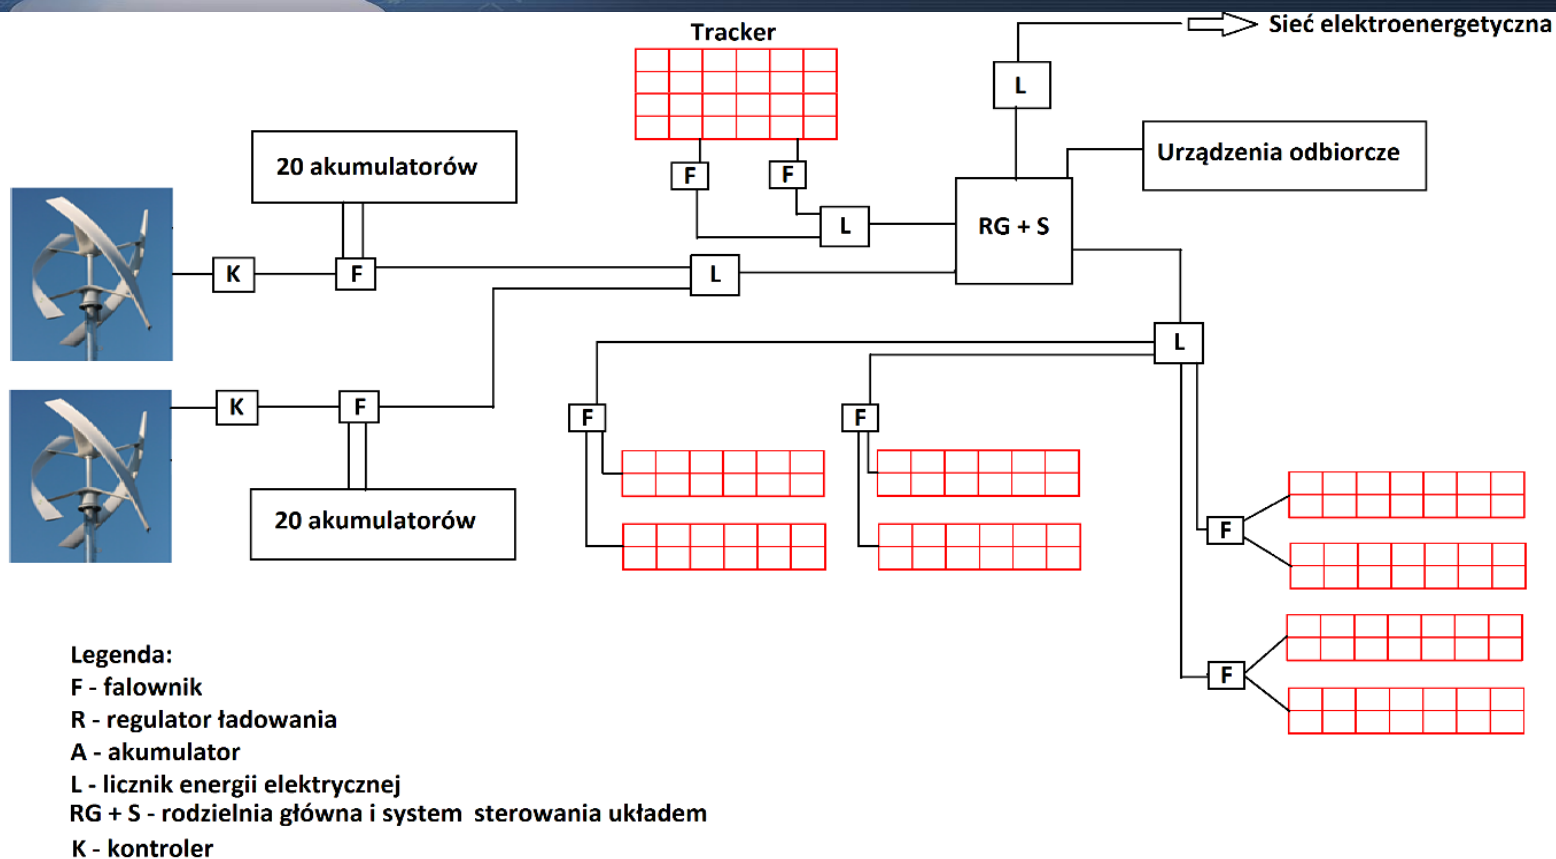 Sieć elektroenergetyczna
Tracker
L
20 akumulatorów
Urządzenia odbiorcze
F
F
L
RG + S
K
F
L
L
K
F
F
F
20 akumulatorów
F
F
Legenda:
F - falownik
R - regulator ładowania
A - akumulator
L - licznik energii elektrycznej
RG + S - rodzielnia główna i system sterowania układem
K - kontroler